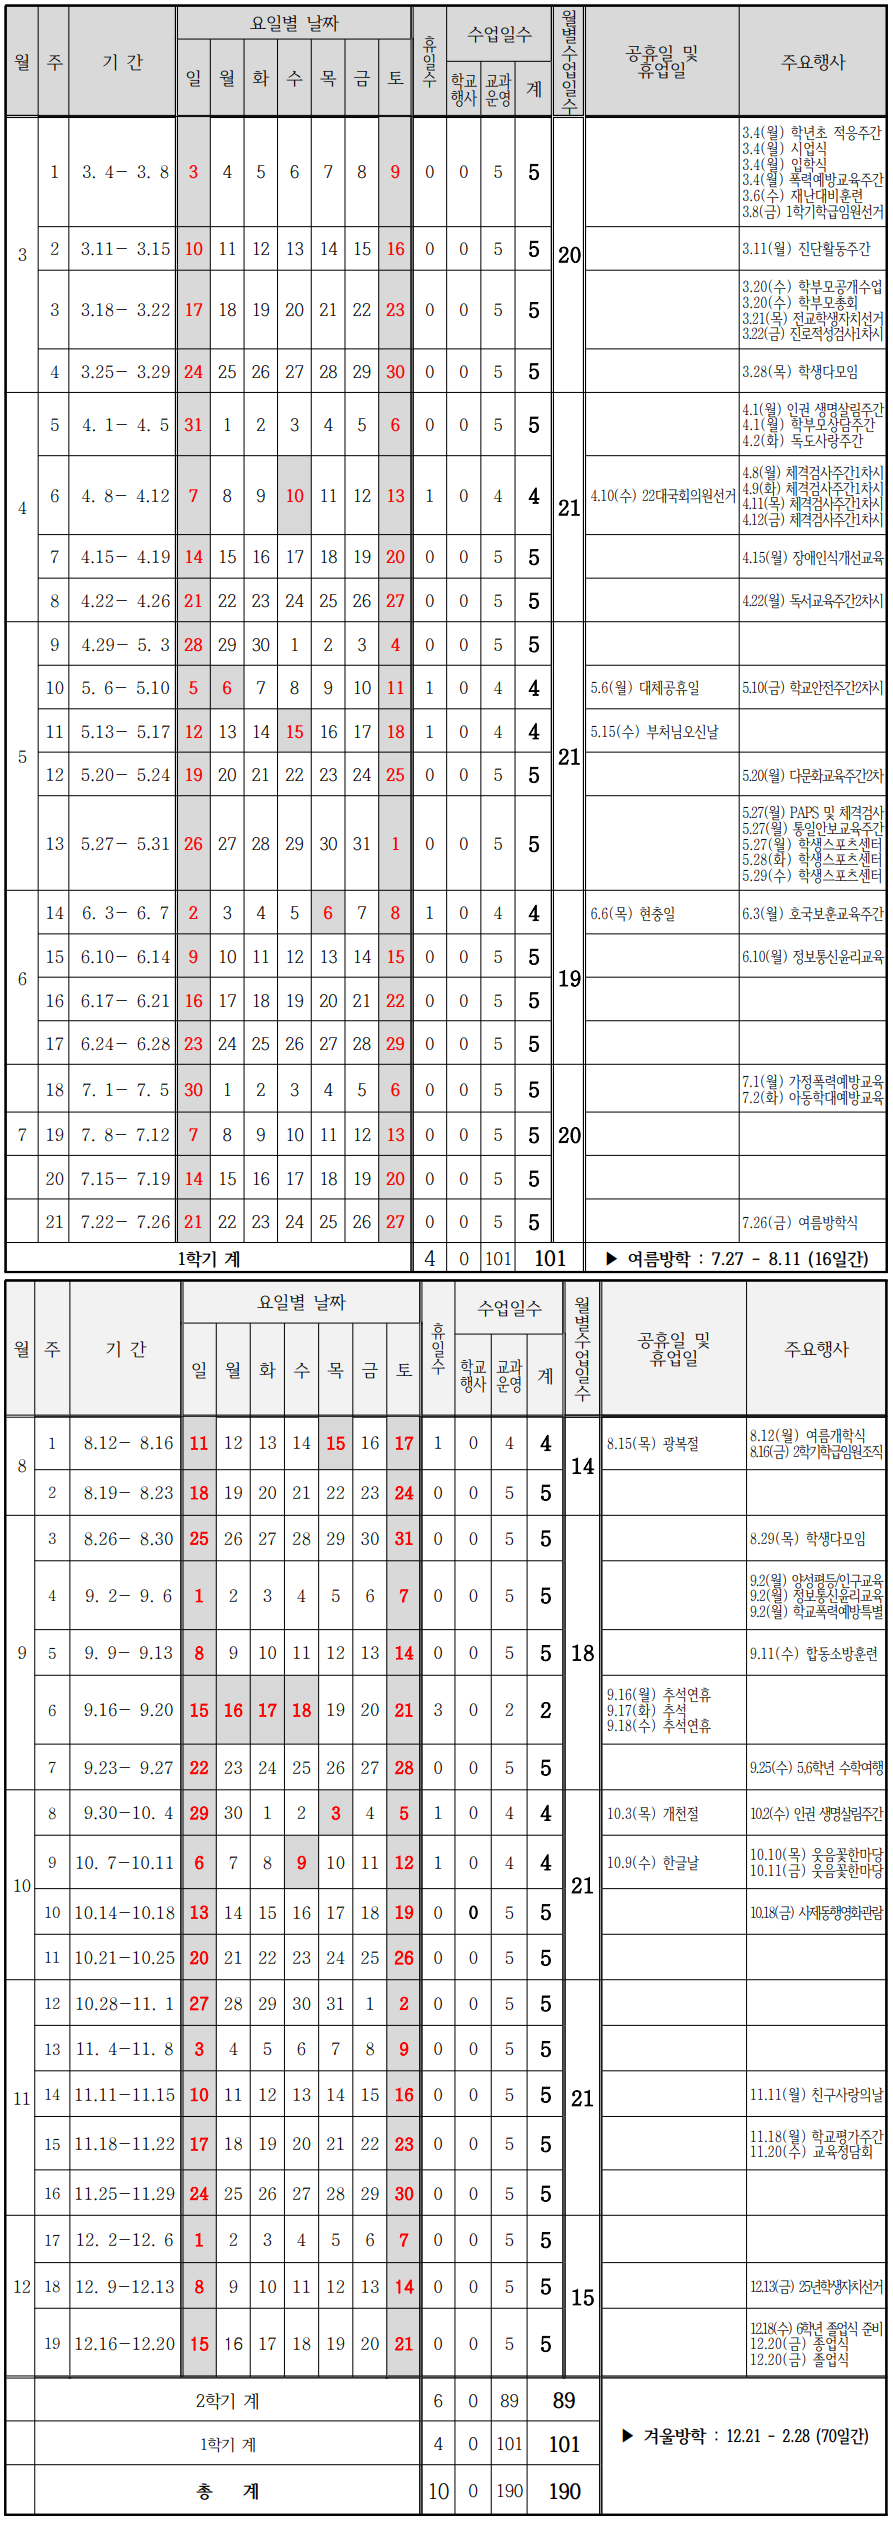 월 주 기 간 요일별 날짜 휴일수 수업일수 월별수업일수 공휴일 및 휴업일 주요행사
일 월 화 수 목 금 토 학교행사 교과운영 계
3 1 3. 4- 3. 8 3 4 5 6 7 8 9 0 0 5 5 20 3.4(월) 학년초 적응주간
3.4(월) 시업식
3.4(월) 입학식
3.4(월) 폭력예방교육주간
3.6(수) 재난대비훈련
3.8(금) 1학기학급임원선거
2 3.11- 3.15 10 11 12 13 14 15 16 0 0 5 5 3.11(월) 진단활동주간
3 3.18- 3.22 17 18 19 20 21 22 23 0 0 5 5 3.20(수) 학부모공개수업
3.20(수) 학부모총회
3.21(목) 전교학생자치선거
3.22(금) 진로적성검사1차시
4 3.25- 3.29 24 25 26 27 28 29 30 0 0 5 5 3.28(목) 학생다모임
4 5 4. 1- 4. 5 31 1 2 3 4 5 6 0 0 5 5 21 4.1(월) 인권 생명살림주간
4.1(월) 학부모상담주간
4.2(화) 독도사랑주간
6 4. 8- 4.12 7 8 9 10 11 12 13 1 0 4 4 4.10(수) 22대국회의원선거 4.8(월) 체격검사주간1차시
4.9(화) 체격검사주간1차시
4.11(목) 체격검사주간1차시
4.12(금) 체격검사주간1차시
7 4.15- 4.19 14 15 16 17 18 19 20 0 0 5 5 4.15(월) 장애인식개선교육
8 4.22- 4.26 21 22 23 24 25 26 27 0 0 5 5 4.22(월) 독서교육주간2차시
5 9 4.29- 5. 3 28 29 30 1 2 3 4 0 0 5 5 21
10 5. 6- 5.10 5 6 7 8 9 10 11 1 0 4 4 5.6(월) 대체공휴일 5.10(금) 학교안전주간2차시
11 5.13- 5.17 12 13 14 15 16 17 18 1 0 4 4 5.15(수) 부처님오신날
12 5.20- 5.24 19 20 21 22 23 24 25 0 0 5 5 5.20(월) 다문화교육주간2차
13 5.27- 5.31 26 27 28 29 30 31 1 0 0 5 5 5.27(월) PAPS 및 체격검사
5.27(월) 통일안보교육주간
5.27(월) 학생스포츠센터
5.28(화) 학생스포츠센터
5.29(수) 학생스포츠센터
6 14 6. 3- 6. 7 2 3 4 5 6 7 8 1 0 4 4 19 6.6(목) 현충일 6.3(월) 호국보훈교육주간
15 6.10- 6.14 9 10 11 12 13 14 15 0 0 5 5 6.10(월) 정보통신윤리교육
16 6.17- 6.21 16 17 18 19 20 21 22 0 0 5 5
17 6.24- 6.28 23 24 25 26 27 28 29 0 0 5 5
7 18 7. 1- 7. 5 30 1 2 3 4 5 6 0 0 5 5 20 7.1(월) 가정폭력예방교육
7.2(화) 아동학대예방교육
19 7. 8- 7.12 7 8 9 10 11 12 13 0 0 5 5
20 7.15- 7.19 14 15 16 17 18 19 20 0 0 5 5
21 7.22- 7.26 21 22 23 24 25 26 27 0 0 5 5 7.26(금) 여름방학식
1학기 계 4 0 101 101 ▶ 여름방학 : 7.27 - 8.11 (16일간)
월 주 기 간 요일별 날짜 휴일수 수업일수 월별수업일수 공휴일 및 휴업일 주요행사
일 월 화 수 목 금 토 학교행사 교과운영 계
8 1 8.12- 8.16 11 12 13 14 15 16 17 1 0 4 4 14 8.15(목) 광복절 8.12(월) 여름개학식
8.16(금) 2학기학급임원조직
2 8.19- 8.23 18 19 20 21 22 23 24 0 0 5 5
9 3 8.26- 8.30 25 26 27 28 29 30 31 0 0 5 5 18 8.29(목) 학생다모임
4 9. 2- 9. 6 1 2 3 4 5 6 7 0 0 5 5 9.2(월) 양성평등/인구교육
9.2(월) 정보통신윤리교육
9.2(월) 학교폭력예방특별
5 9. 9- 9.13 8 9 10 11 12 13 14 0 0 5 5 9.11(수) 합동소방훈련
6 9.16- 9.20 15 16 17 18 19 20 21 3 0 2 2 9.16(월) 추석연휴
9.17(화) 추석
9.18(수) 추석연휴
7 9.23- 9.27 22 23 24 25 26 27 28 0 0 5 5 9.25(수) 5,6학년 수학여행
10 8 9.30-10. 4 29 30 1 2 3 4 5 1 0 4 4 21 10.3(목) 개천절 10.2(수) 인권 생명살림주간
9 10. 7-10.11 6 7 8 9 10 11 12 1 0 4 4 10.9(수) 한글날 10.10(목) 웃음꽃한마당
10.11(금) 웃음꽃한마당
10 10.14-10.18 13 14 15 16 17 18 19 0 0 5 5 10.18(금) 사제동행영화관람
11 10.21-10.25 20 21 22 23 24 25 26 0 0 5 5
11 12 10.28-11. 1 27 28 29 30 31 1 2 0 0 5 5 21
13 11. 4-11. 8 3 4 5 6 7 8 9 0 0 5 5
14 11.11-11.15 10 11 12 13 14 15 16 0 0 5 5 11.11(월) 친구사랑의날
15 11.18-11.22 17 18 19 20 21 22 23 0 0 5 5 11.18(월) 학교평가주간
11.20(수) 교육정담회
16 11.25-11.29 24 25 26 27 28 29 30 0 0 5 5
12 17 12. 2-12. 6 1 2 3 4 5 6 7 0 0 5 5 15
18 12. 9-12.13 8 9 10 11 12 13 14 0 0 5 5 12.13(금) 25년학생자치선거
19 12.16-12.20 15 16 17 18 19 20 21 0 0 5 5 12.18(수) 6학년 졸업식 준비
12.20(금) 종업식
12.20(금) 졸업식
2학기 계 6 0 89 89
1학기 계 4 0 101 101 ▶ 겨울방학 : 12.21 - 2.28 (70일간)
총 계 10 0 190 190